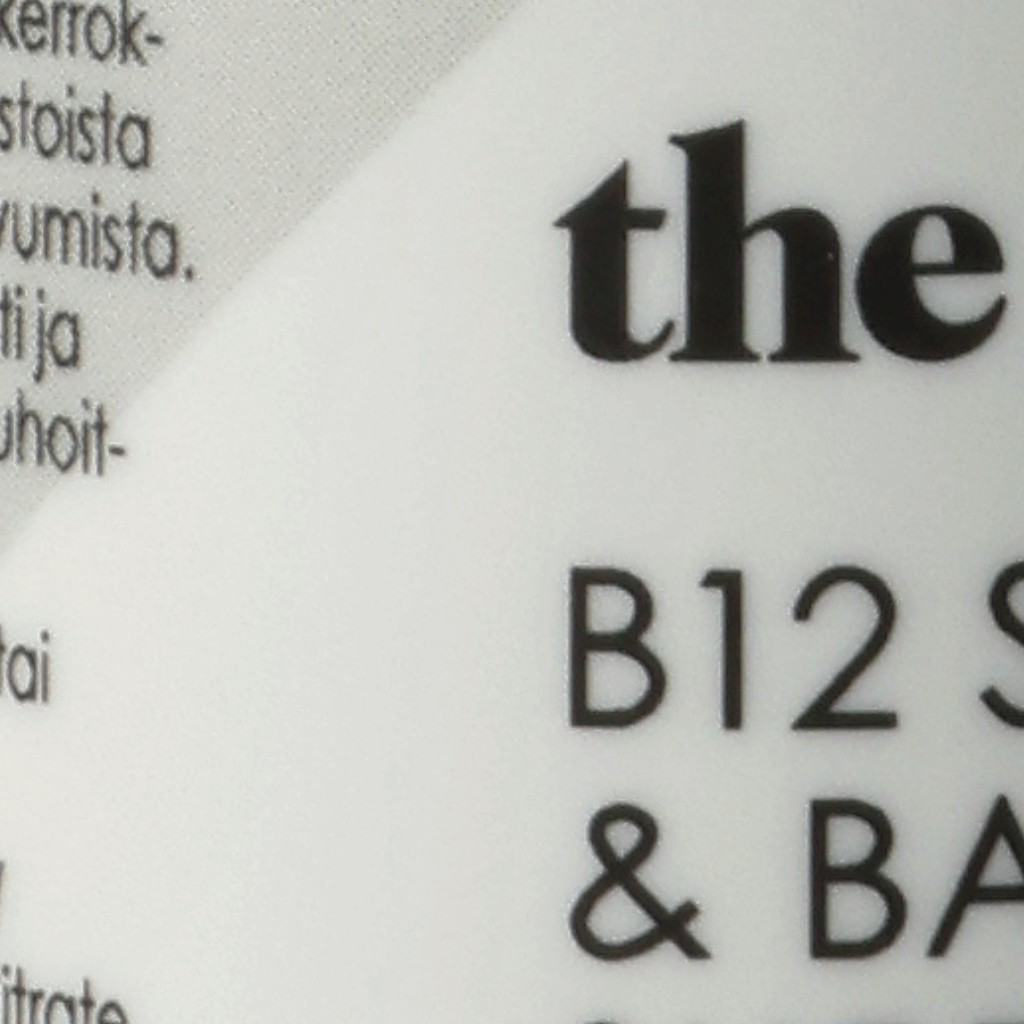 kerrok-
stoista
vumista.
ti ja
uhoit-
tai
itrate
the
B12 S
& BA